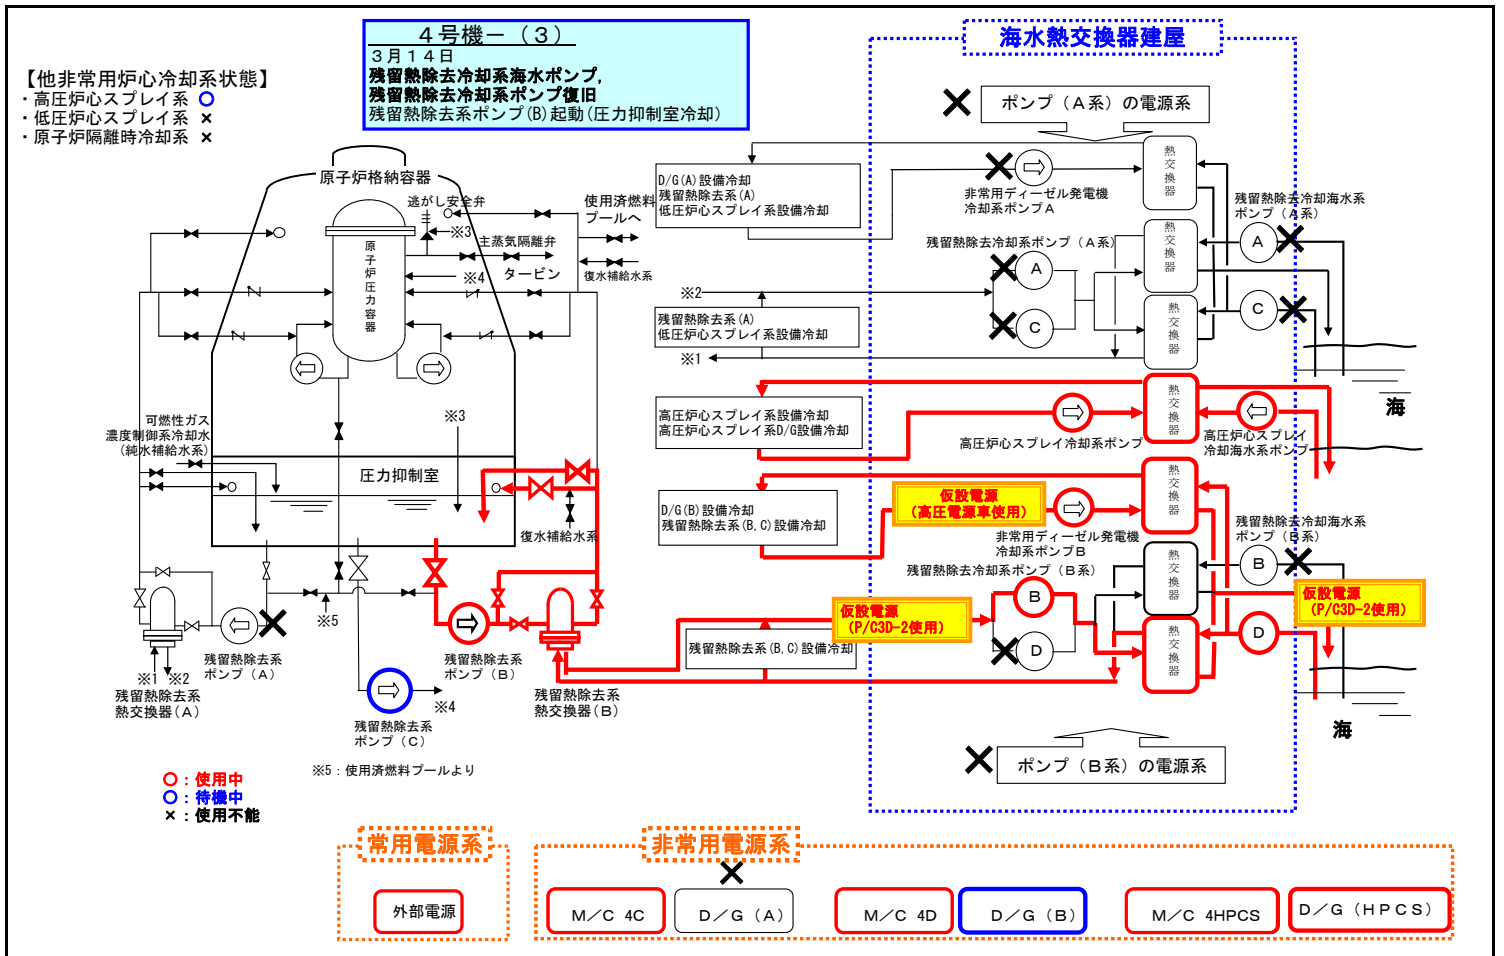 ４号機－（３）
３月１４日
残留熱除去冷却系海水ポンプ，
残留熱除去冷却系ポンプ復旧
残留熱除去系ポンプ(B)起動(圧力抑制室冷却)
【他非常用炉心冷却系状態】
・高圧炉心スプレイ系 ○
・低圧炉心スプレイ系 ×
・原子炉隔離時冷却系 ×
海水熱交換器建屋
ポンプ（A系）の電源系
原子炉格納容器
逃がし安全弁
※3
主蒸気隔離弁
タービン
※4
使用済燃料
プールへ
復水補給水系
原子炉圧力容器
可燃性ガス
濃度制御系冷却水
(純水補給水系)
※3
圧力抑制室
復水補給水系
※5
※1 ※2
残留熱除去系
熱交換器(A)
残留熱除去系
ポンプ（A）
残留熱除去系
ポンプ（B）
残留熱除去系
熱交換器(B)
※4
残留熱除去系
ポンプ（C）
※5：使用済燃料プールより
D/G(A)設備冷却
残留熱除去系(A)
低圧炉心スプレイ系設備冷却
非常用ディーゼル発電機
冷却系ポンプA
熱交換器
残留熱除去冷却海水系
ポンプ（A系）
残留熱除去冷却系ポンプ（A系）
A
A
熱交換器
※2
残留熱除去系(A)
低圧炉心スプレイ系設備冷却
C
C
熱交換器
※1
海
高圧炉心スプレイ系設備冷却
高圧炉心スプレイ系D/G設備冷却
高圧炉心スプレイ冷却系ポンプ
熱交換器
高圧炉心スプレイ
冷却海水系ポンプ
D/G(B)設備冷却
残留熱除去系(B,C)設備冷却
仮設電源
（高圧電源車使用）
非常用ディーゼル発電機
冷却系ポンプB
熱交換器
残留熱除去冷却海水系
ポンプ（B系）
残留熱除去冷却系ポンプ（B系）
B
熱交換器
B
仮設電源
（P/C3D-2使用）
仮設電源
（P/C3D-2使用）
残留熱除去系(B,C)設備冷却
D
熱交換器
D
海
ポンプ（B系）の電源系
○：使用中
○：待機中
×：使用不能
常用電源系
外部電源
非常用電源系
M／C 4C
D／G（A）
M／C 4D
D／G（B）
M／C 4HPCS
D／G（HPCS）